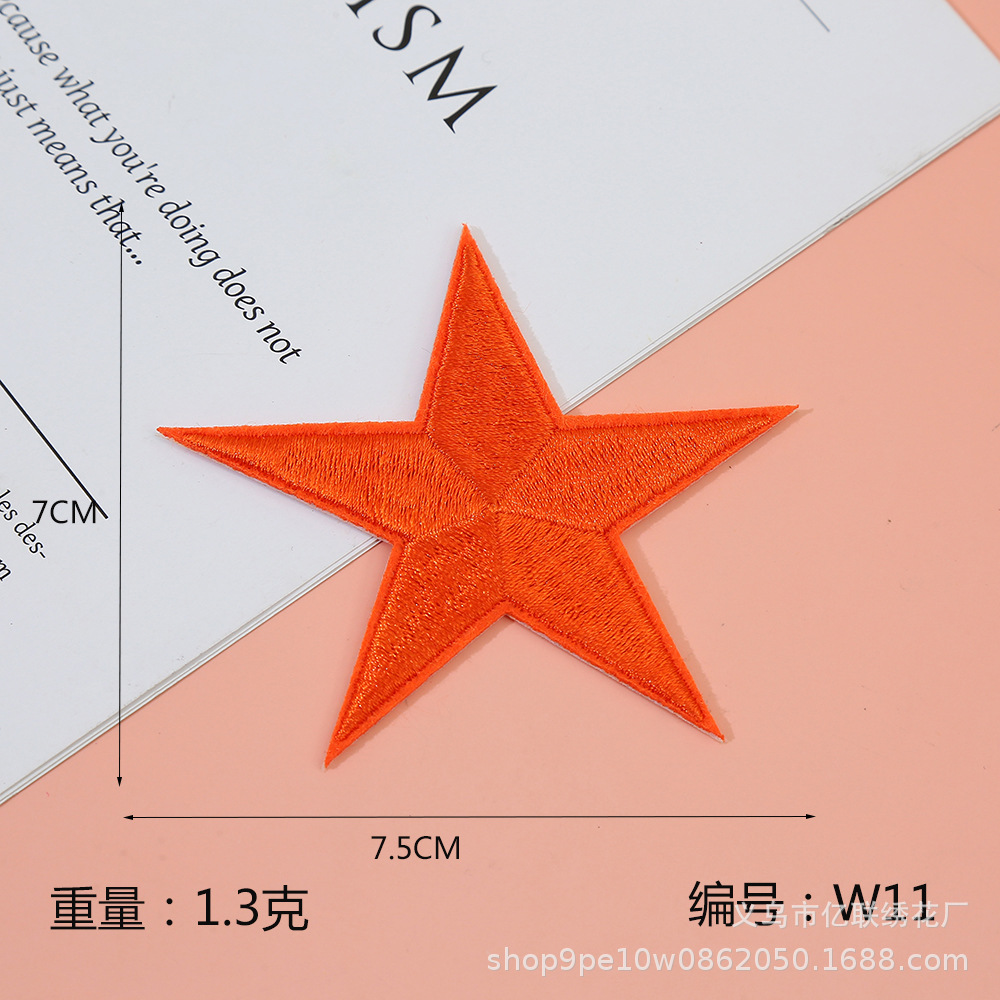 ISM
cause what you're doing does not
just means that...
les des-
m
7CM
7.5CM
重量：1.3克
编号：W11
义乌市亿联绣花厂
shop9pe10w0862050.1688.com